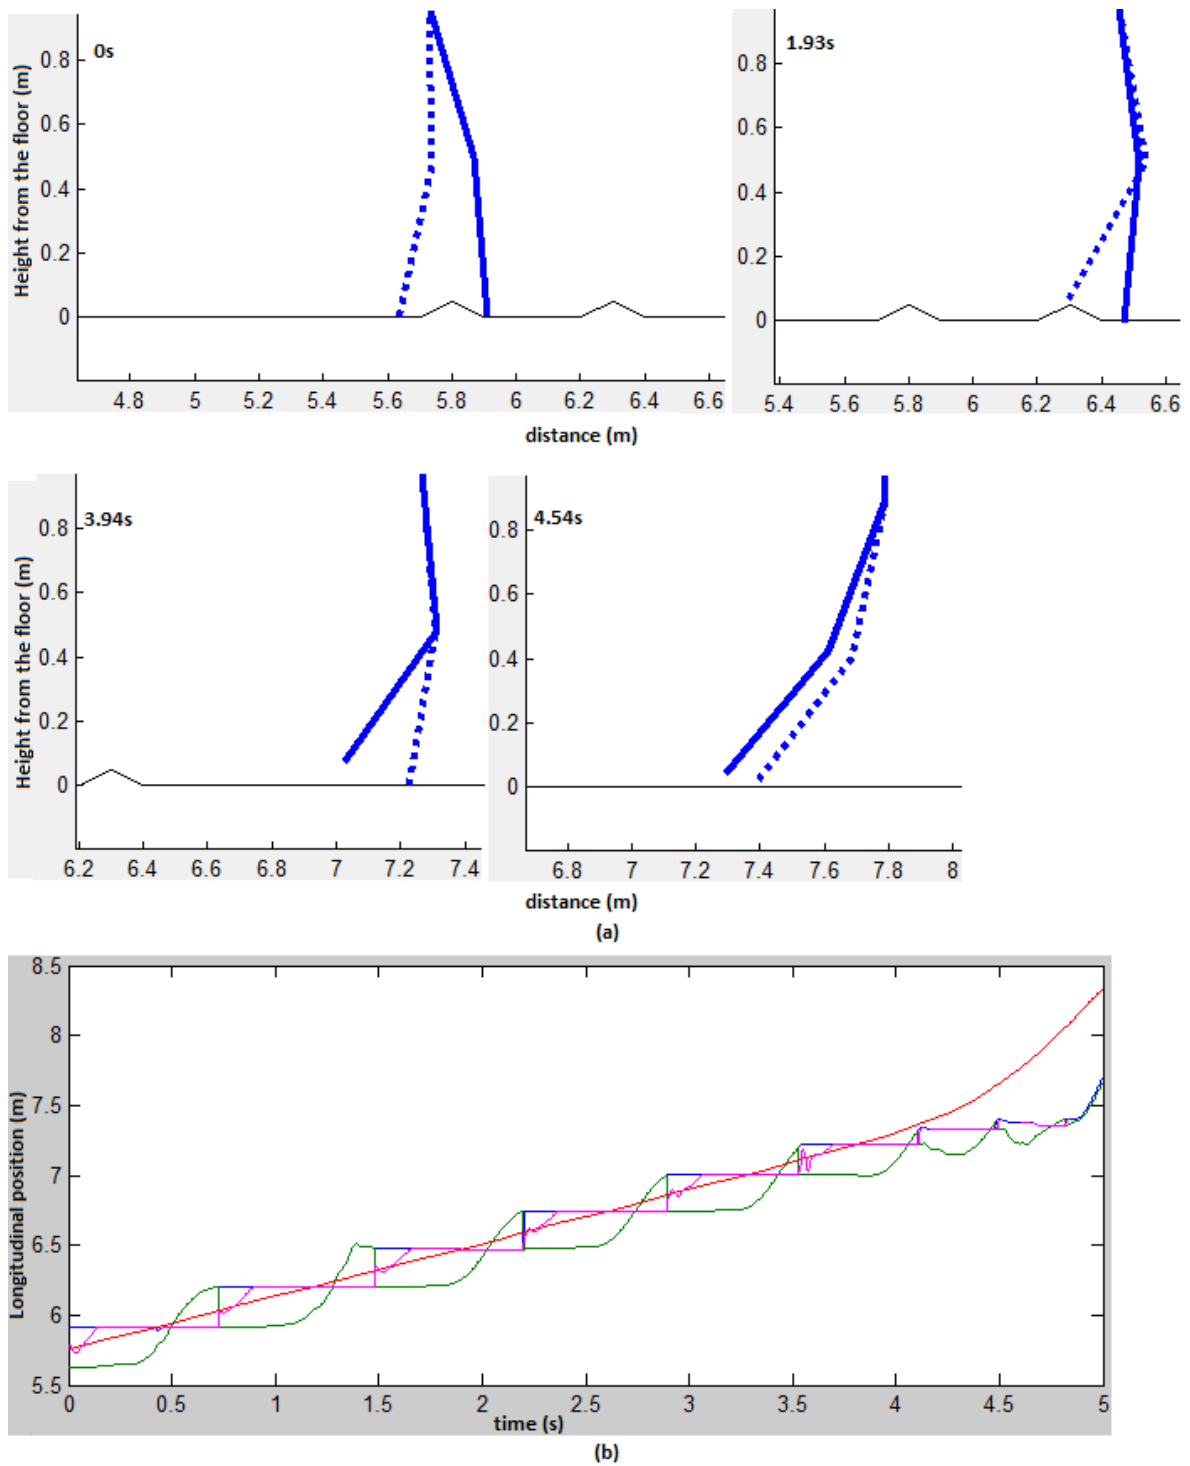 0s
Height from the floor (m)
0.8
0.6
0.4
0.2
0
4.8 5 5.2 5.4 5.6 5.8 6 6.2 6.4 6.6
1.93s
0.8
0.6
0.4
0.2
0
5.4 5.6 5.8 6 6.2 6.4 6.6
distance (m)
3.94s
Height from the floor (m)
0.8
0.6
0.4
0.2
0
6.2 6.4 6.6 6.8 7 7.2 7.4
4.54s
0.8
0.6
0.4
0.2
0
6.8 7 7.2 7.4 7.6 7.8 8
distance (m)
(a)
Longitudinal position (m)
8.5
8
7.5
7
6.5
6
5.5
0 0.5 1 1.5 2 2.5 3 3.5 4 4.5 5
time (s)
(b)